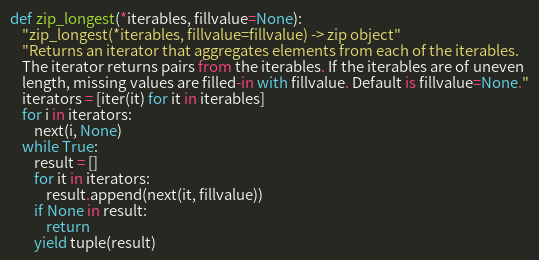 def zip_longest(*iterables, fillvalue=None):
"zip_longest(*iterables, fillvalue=fillvalue) -> zip object"
"Returns an iterator that aggregates elements from each of the iterables.
The iterator returns pairs from the iterables. If the iterables are of uneven
length, missing values are filled-in with fillvalue. Default is fillvalue=None."
iterators = [iter(it) for it in iterables]
for i in iterators:
next(i, None)
while True:
result = []
for it in iterators:
result.append(next(it, fillvalue))
if None in result:
return
yield tuple(result)